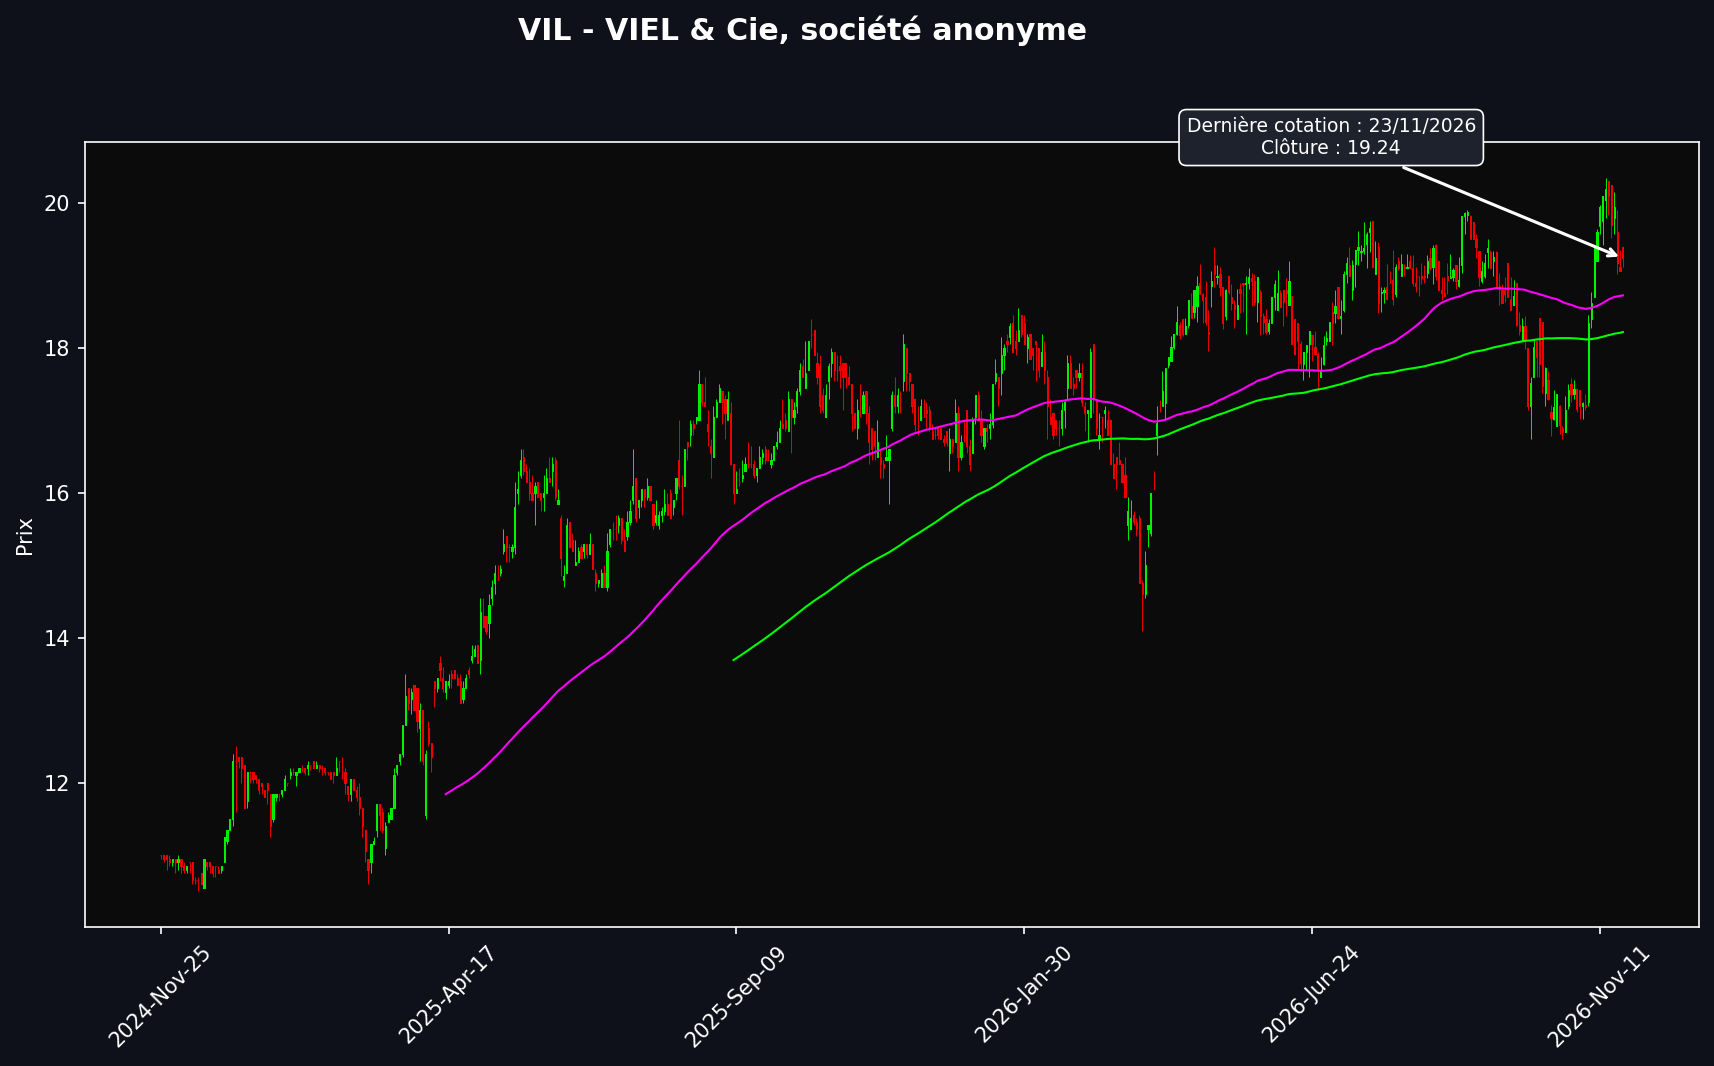 VIL - VIEL & Cie, société anonyme
Dernière cotation : 23/11/2026
Clôture : 19.24
Prix
20
18
16
14
12
2024-Nov-25
2025-Apr-17
2025-Sep-09
2026-Jan-30
2026-Jun-24
2026-Nov-11